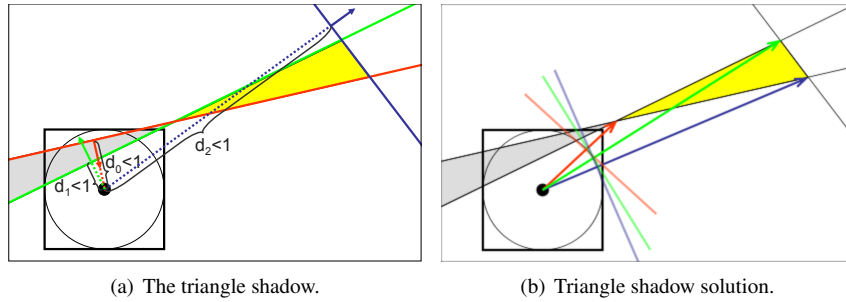 d₀<1
d₁<1
d₂<1
(a) The triangle shadow.
(b) Triangle shadow solution.